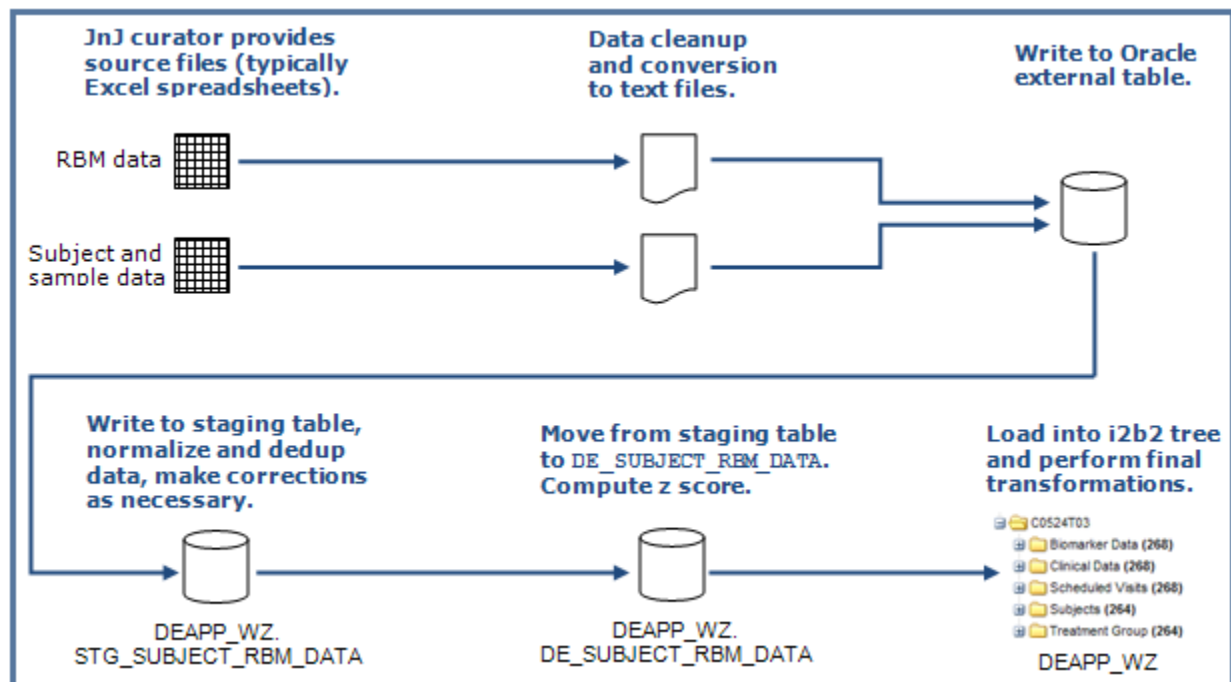 JnJ curator provides
source files (typically
Excel spreadsheets).
Data cleanup
and conversion
to text files.
Write to Oracle
external table.
RBM data
Subject and
sample data
Write to staging table,
normalize and dedup
data, make corrections
as necessary.
Move from staging table
to DE_SUBJECT_RBM_DATA.
Compute z score.
Load into i2b2 tree
and perform final
transformations.
C0524T03
Biomarker Data (268)
Clinical Data (268)
Scheduled Visits (268)
Subjects (264)
Treatment Group (264)
DEAPP_WZ.
STG_SUBJECT_RBM_DATA
DEAPP_WZ.
DE_SUBJECT_RBM_DATA
DEAPP_WZ